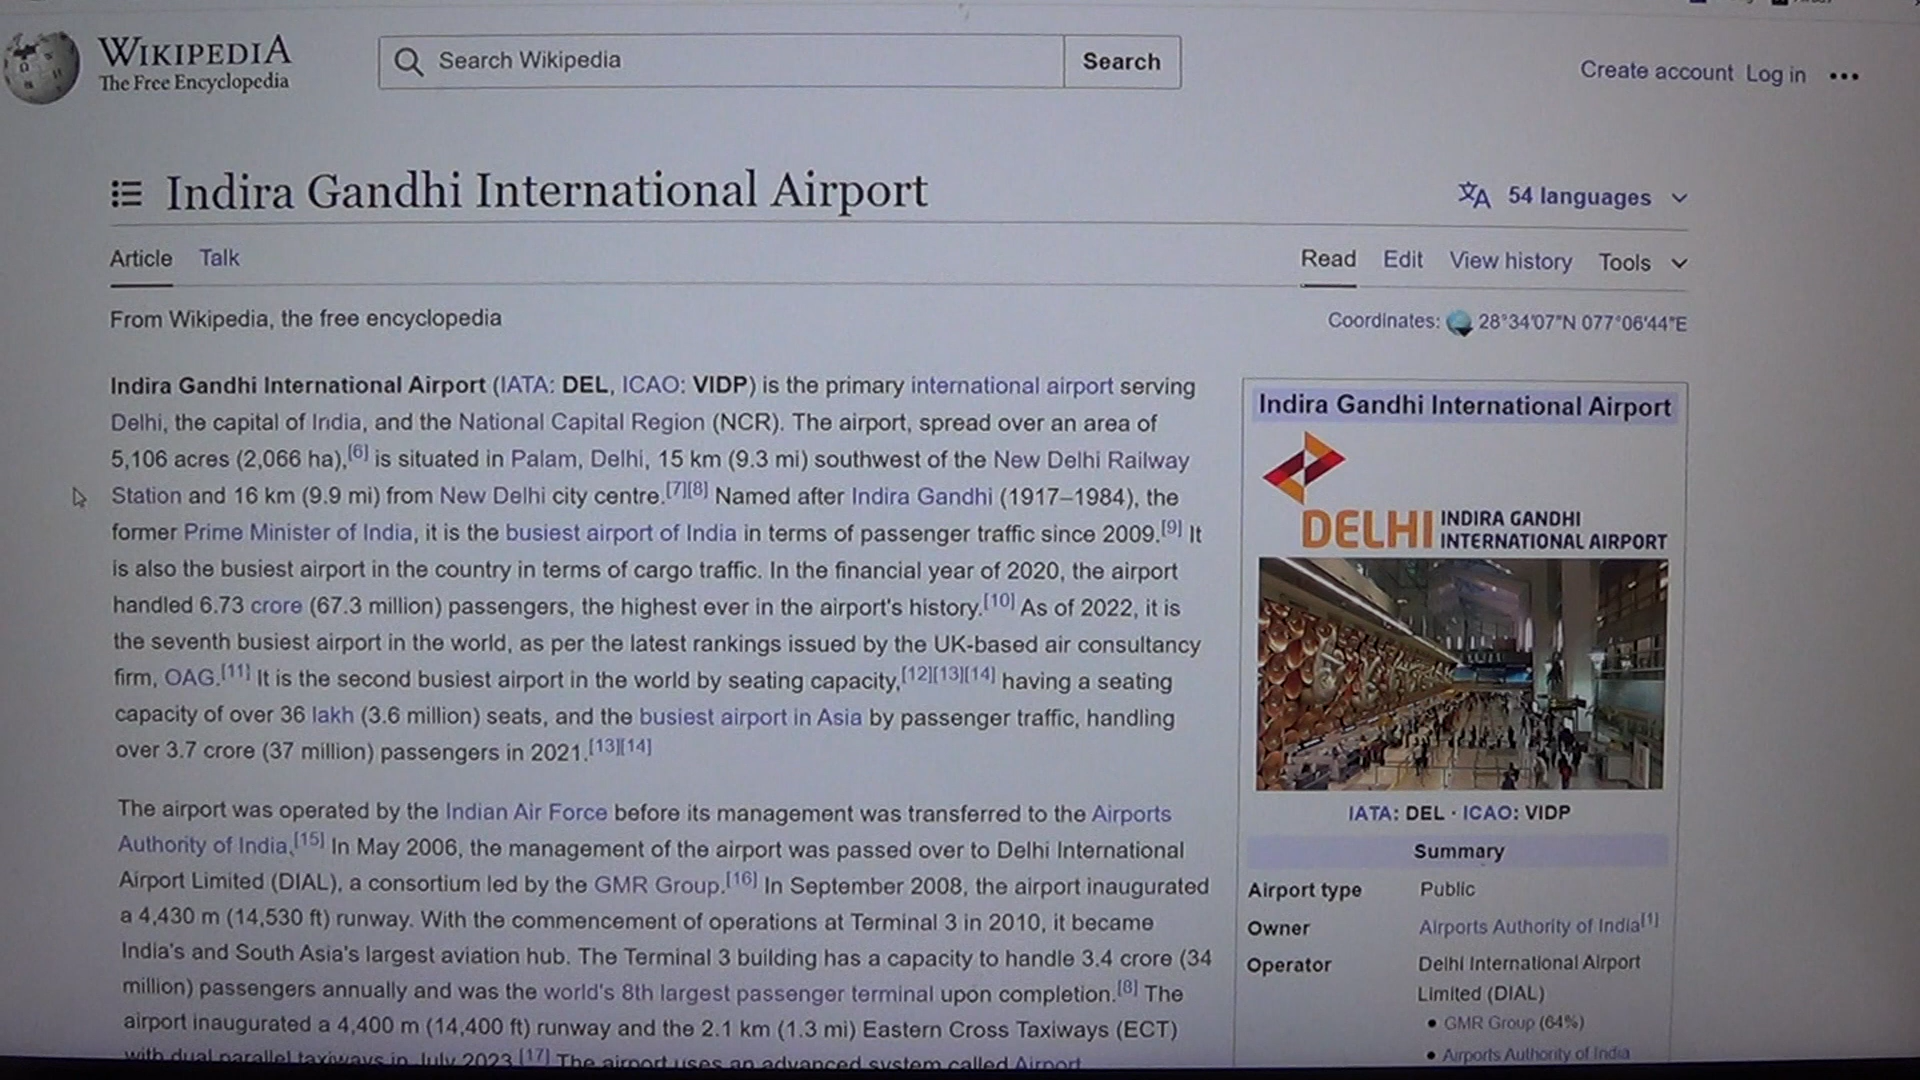 WIKIPEDIA
The Free Encyclopedia
Search Wikipedia
Search
Create account Log in
Indira Gandhi International Airport
54 languages
Article Talk
Read Edit View history Tools
From Wikipedia, the free encyclopedia
Coordinates: 28°34′07″N 077°06′44″E
Indira Gandhi International Airport (IATA: DEL, ICAO: VIDP) is the primary international airport serving
Delhi, the capital of India, and the National Capital Region (NCR). The airport, spread over an area of
5,106 acres (2,066 ha),[6] is situated in Palam, Delhi, 15 km (9.3 mi) southwest of the New Delhi Railway
Station and 16 km (9.9 mi) from New Delhi city centre.[7][8] Named after Indira Gandhi (1917–1984), the
former Prime Minister of India, it is the busiest airport of India in terms of passenger traffic since 2009.[9] It
is also the busiest airport in the country in terms of cargo traffic. In the financial year of 2020, the airport
handled 6.73 crore (67.3 million) passengers, the highest ever in the airport's history.[10] As of 2022, it is
the seventh busiest airport in the world, as per the latest rankings issued by the UK-based air consultancy
firm, OAG.[11] It is the second busiest airport in the world by seating capacity,[12][13][14] having a seating
capacity of over 36 lakh (3.6 million) seats, and the busiest airport in Asia by passenger traffic, handling
over 3.7 crore (37 million) passengers in 2021.[13][14]
The airport was operated by the Indian Air Force before its management was transferred to the Airports
Authority of India.[15] In May 2006, the management of the airport was passed over to Delhi International
Airport Limited (DIAL), a consortium led by the GMR Group.[16] In September 2008, the airport inaugurated
a 4,430 m (14,530 ft) runway. With the commencement of operations at Terminal 3 in 2010, it became
India's and South Asia's largest aviation hub. The Terminal 3 building has a capacity to handle 3.4 crore (34
million) passengers annually and was the world's 8th largest passenger terminal upon completion.[8] The
airport inaugurated a 4,400 m (14,400 ft) runway and the 2.1 km (1.3 mi) Eastern Cross Taxiways (ECT)
with dual parallel taxiways in July 2023.[17] The airport uses an advanced system called Airport
Indira Gandhi International Airport
DELHI INDIRA GANDHI
INTERNATIONAL AIRPORT
IATA: DEL · ICAO: VIDP
Summary
Airport type Public
Owner Airports Authority of India[1]
Operator Delhi International Airport
Limited (DIAL)
• GMR Group (64%)
• Airports Authority of India